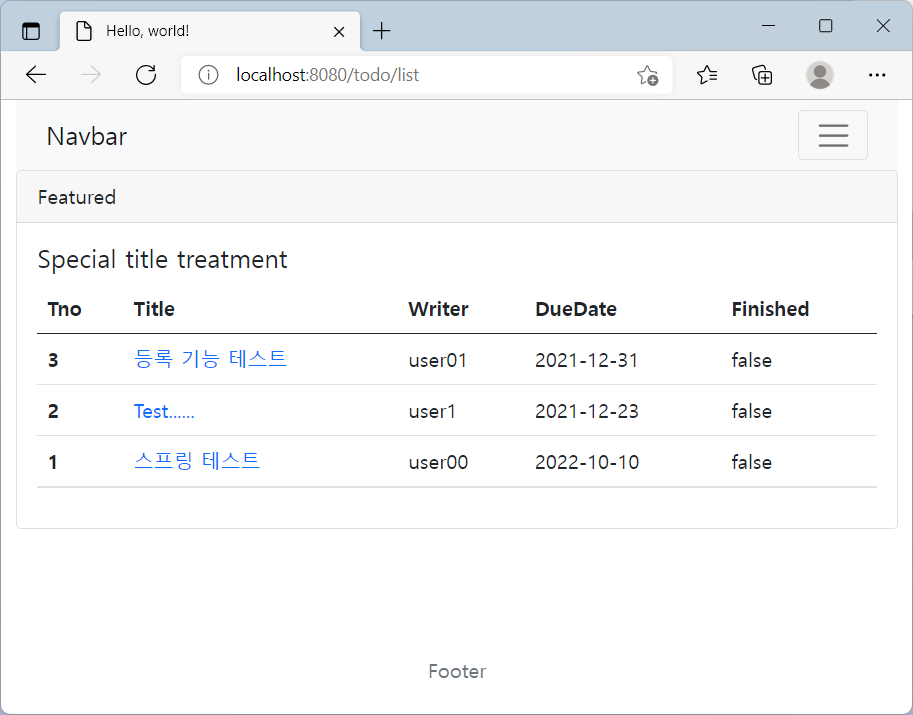 Hello, world!
localhost:8080/todo/list
Navbar
Featured
Special title treatment
Tno Title Writer DueDate Finished
3 등록 기능 테스트 user01 2021-12-31 false
2 Test...... user1 2021-12-23 false
1 스프링 테스트 user00 2022-10-10 false
Footer